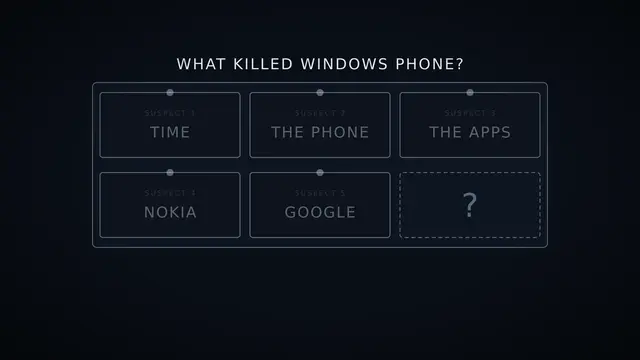 WHAT KILLED WINDOWS PHONE?
SUSPECT 1
TIME
SUSPECT 2
THE PHONE
SUSPECT 3
THE APPS
SUSPECT 4
NOKIA
SUSPECT 5
GOOGLE
?